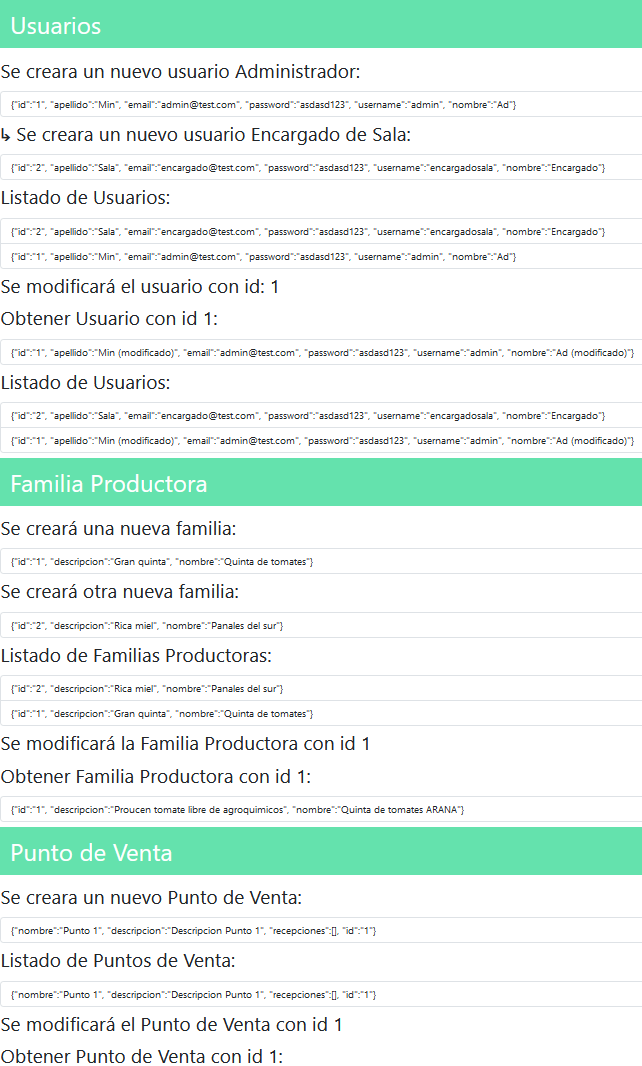 Usuarios
Se creara un nuevo usuario Administrador:
{"id":"1", "apellido":"Min", "email":"admin@test.com", "password":"asdasd123", "username":"admin", "nombre":"Ad"}
↳ Se creara un nuevo usuario Encargado de Sala:
{"id":"2", "apellido":"Sala", "email":"encargado@test.com", "password":"asdasd123", "username":"encargadosala", "nombre":"Encargado"}
Listado de Usuarios:
{"id":"2", "apellido":"Sala", "email":"encargado@test.com", "password":"asdasd123", "username":"encargadosala", "nombre":"Encargado"}
{"id":"1", "apellido":"Min", "email":"admin@test.com", "password":"asdasd123", "username":"admin", "nombre":"Ad"}
Se modificará el usuario con id: 1
Obtener Usuario con id 1:
{"id":"1", "apellido":"Min (modificado)", "email":"admin@test.com", "password":"asdasd123", "username":"admin", "nombre":"Ad (modificado)"}
Listado de Usuarios:
{"id":"2", "apellido":"Sala", "email":"encargado@test.com", "password":"asdasd123", "username":"encargadosala", "nombre":"Encargado"}
{"id":"1", "apellido":"Min (modificado)", "email":"admin@test.com", "password":"asdasd123", "username":"admin", "nombre":"Ad (modificado)"}
Familia Productora
Se creará una nueva familia:
{"id":"1", "descripcion":"Gran quinta", "nombre":"Quinta de tomates"}
Se creará otra nueva familia:
{"id":"2", "descripcion":"Rica miel", "nombre":"Panales del sur"}
Listado de Familias Productoras:
{"id":"2", "descripcion":"Rica miel", "nombre":"Panales del sur"}
{"id":"1", "descripcion":"Gran quinta", "nombre":"Quinta de tomates"}
Se modificará la Familia Productora con id 1
Obtener Familia Productora con id 1:
{"id":"1", "descripcion":"Proucen tomate libre de agroquimicos", "nombre":"Quinta de tomates ARANA"}
Punto de Venta
Se creara un nuevo Punto de Venta:
{"nombre":"Punto 1", "descripcion":"Descripcion Punto 1", "recepciones":[], "id":"1"}
Listado de Puntos de Venta:
{"nombre":"Punto 1", "descripcion":"Descripcion Punto 1", "recepciones":[], "id":"1"}
Se modificará el Punto de Venta con id 1
Obtener Punto de Venta con id 1: